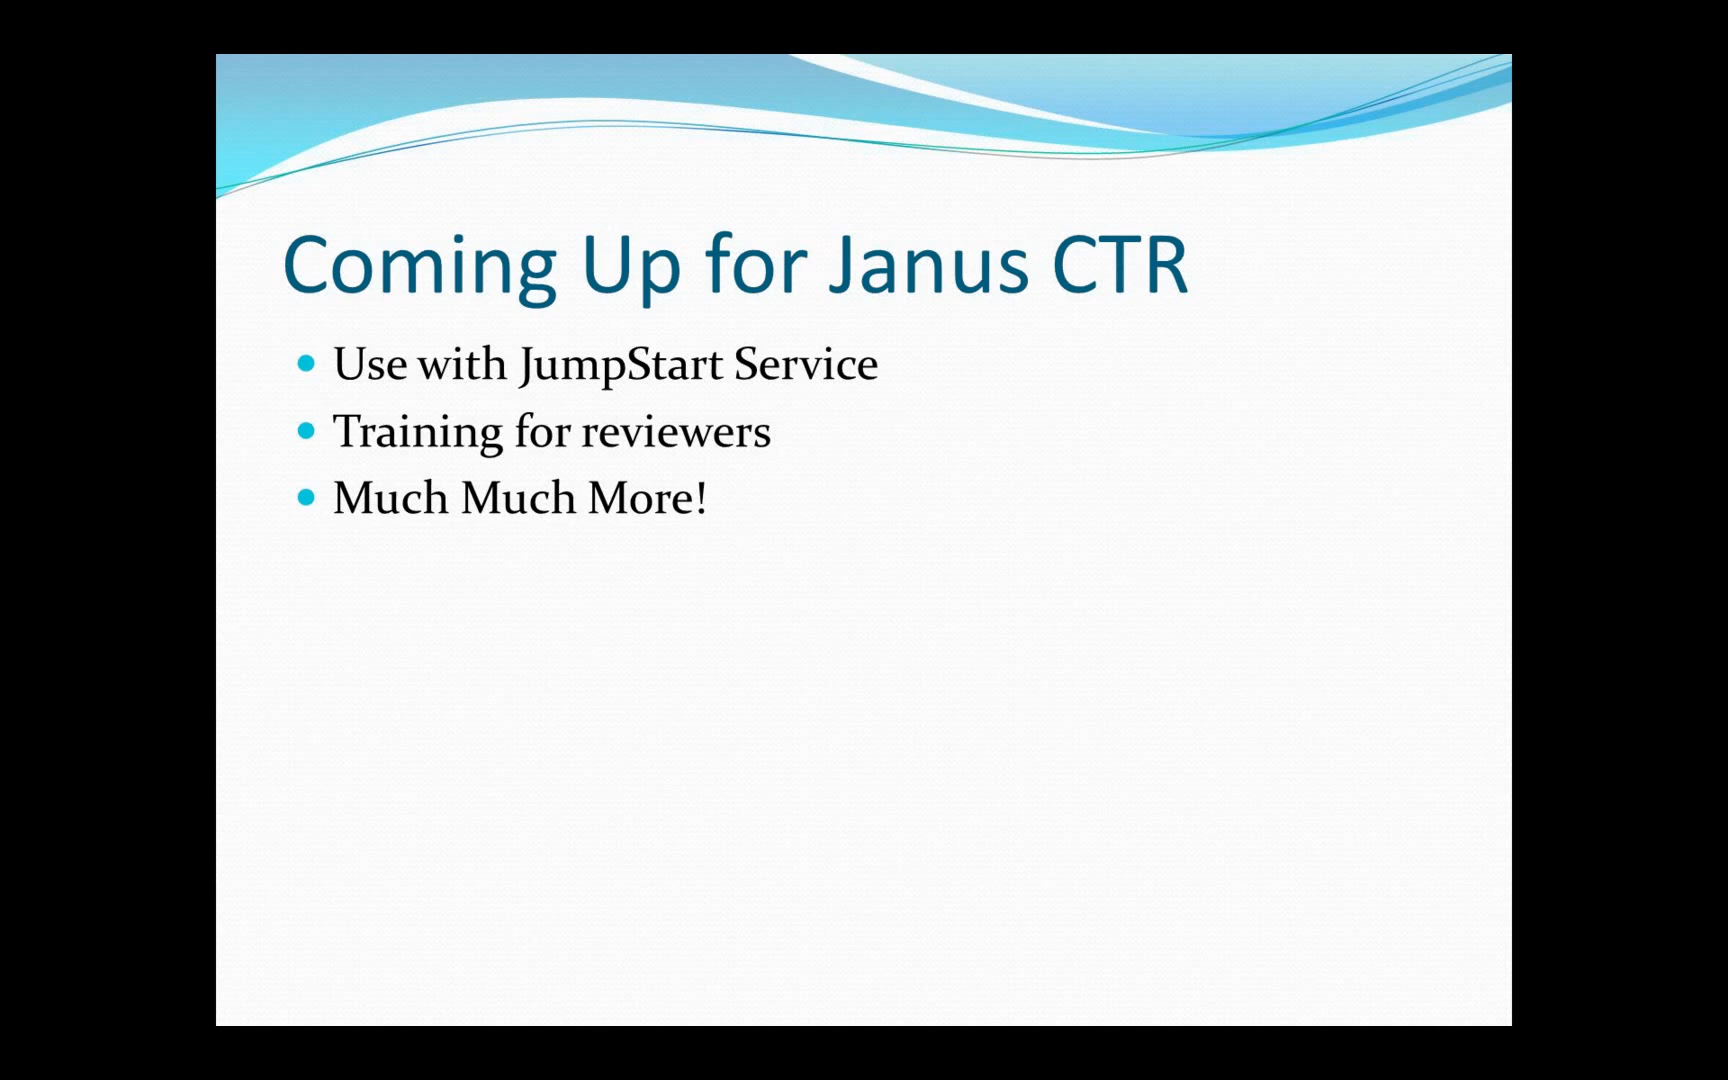 Coming Up for Janus CTR
Use with JumpStart Service
Training for reviewers
Much Much More!